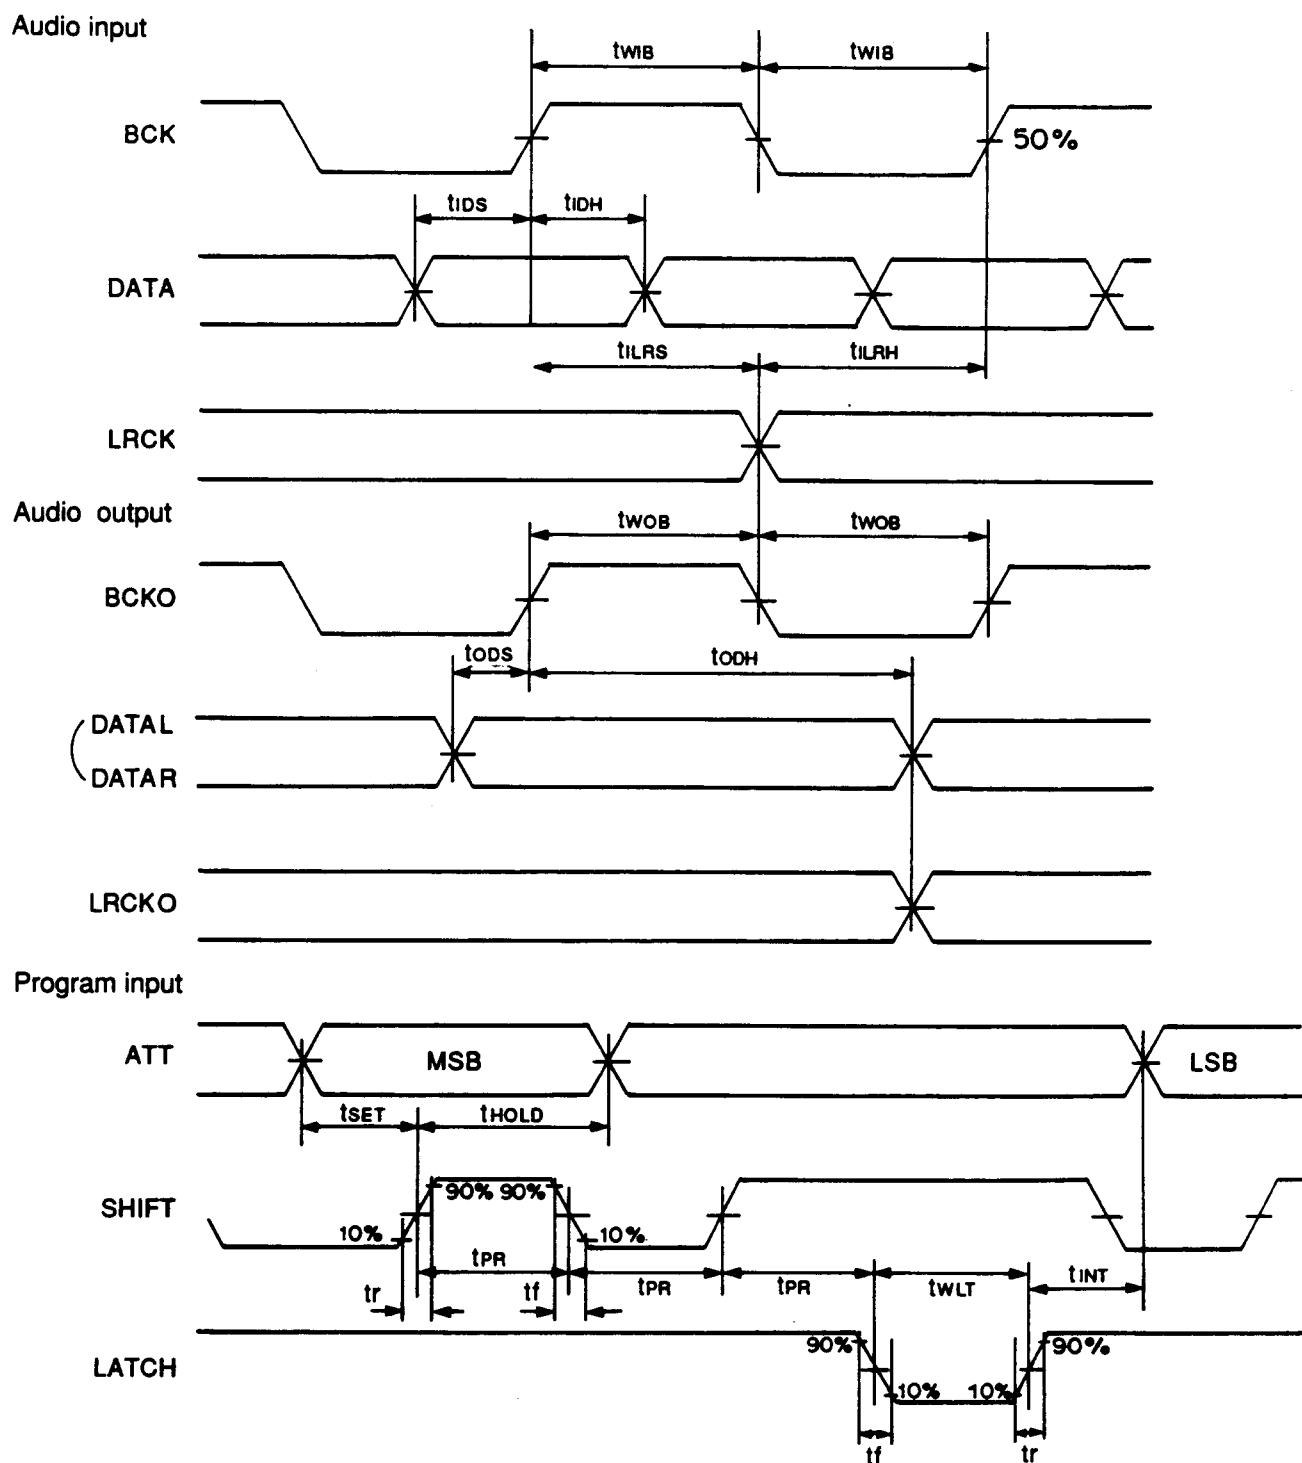 Audio input
tWIB tWIB
BCK 50%
tIDS tIDH
DATA
tILRS tILRH
LRCK
Audio output
tWOB tWOB
BCKO
tODS tODH
DATAL
DATAR
LRCKO
Program input
ATT MSB LSB
tSET tHOLD
SHIFT 90% 90%
10% 10%
tPR tPR tPR tWLT tINT
tr tf
LATCH 90% 90%
10% 10%
tf tr